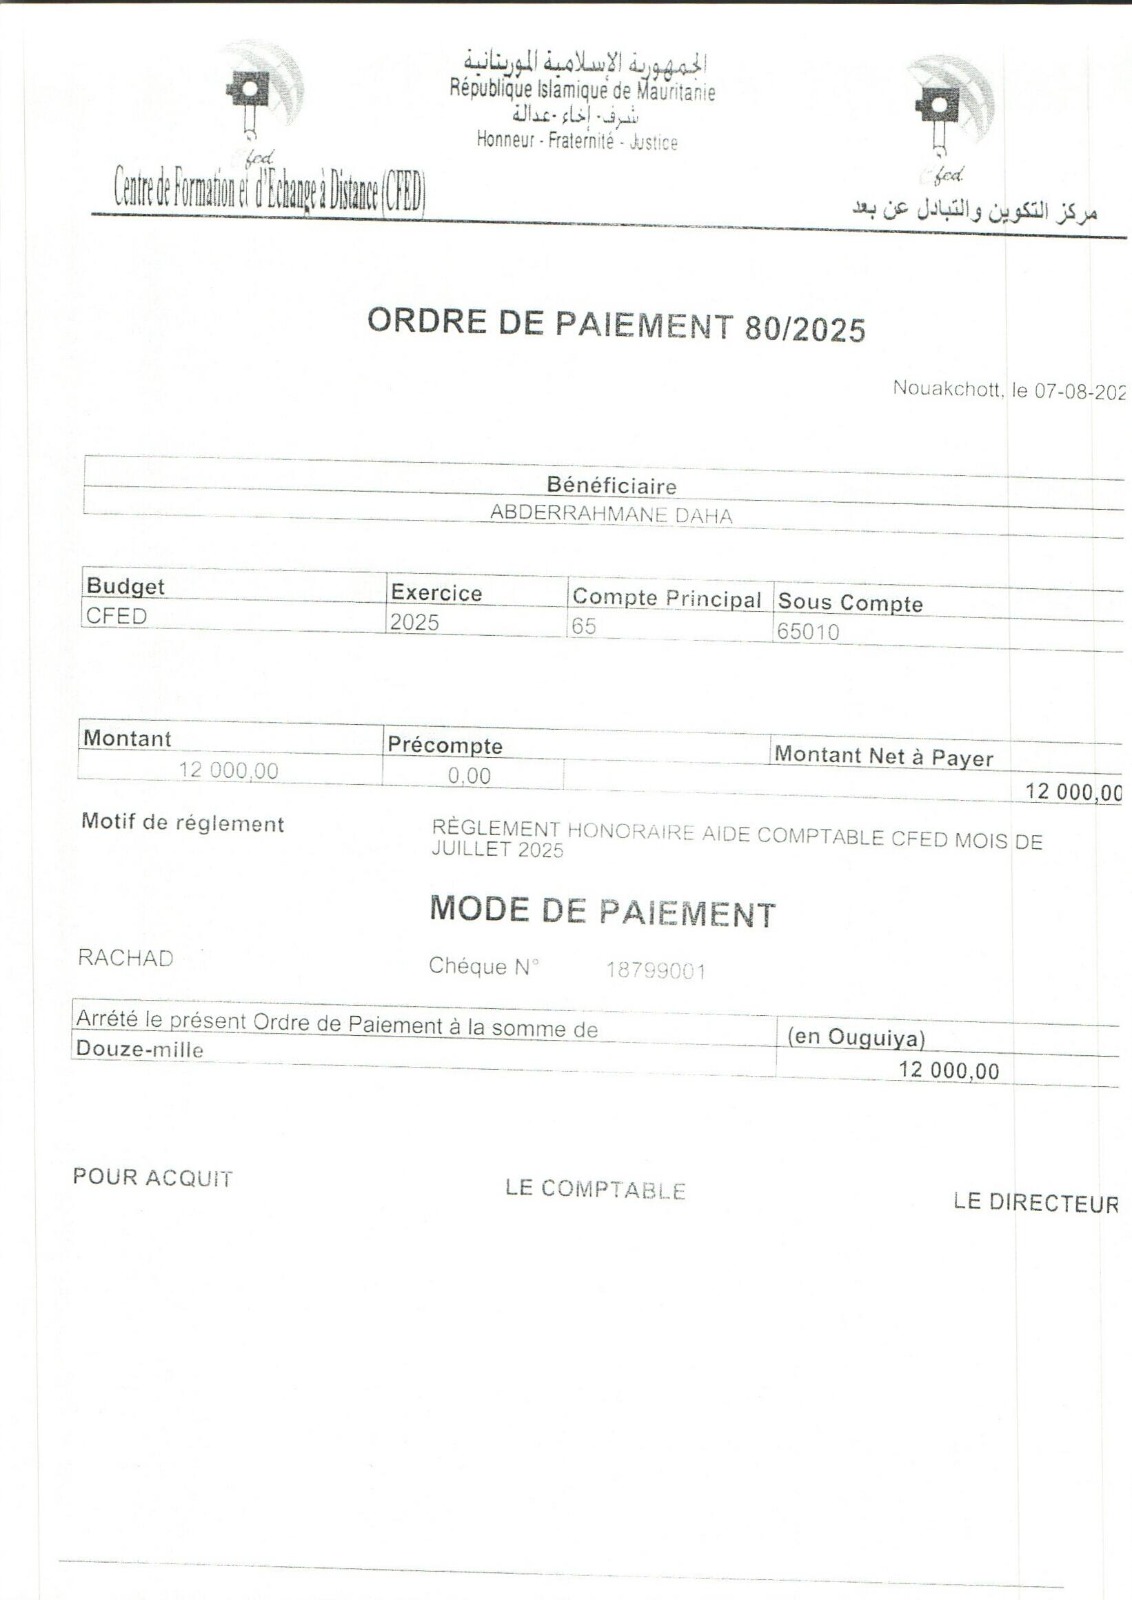 الجمهورية الإسلامية الموريتانية
République Islamique de Mauritanie
شرف - إخاء - عدالة
Honneur - Fraternité - Justice
Cfed
Cfed
Centre de Formation et d'Echange à Distance (CFED)
مركز التكوين والتبادل عن بعد
ORDRE DE PAIEMENT 80/2025
Nouakchott, le 07-08-202
Bénéficiaire
ABDERRAHMANE DAHA
Budget Exercice Compte Principal Sous Compte
CFED 2025 65 65010
Montant Précompte Montant Net à Payer
12 000,00 0,00 12 000,00
Motif de réglement RÈGLEMENT HONORAIRE AIDE COMPTABLE CFED MOIS DE
JUILLET 2025
MODE DE PAIEMENT
RACHAD Chéque N° 18799001
Arrété le présent Ordre de Paiement à la somme de (en Ouguiya)
Douze-mille 12 000,00
POUR ACQUIT LE COMPTABLE LE DIRECTEUR